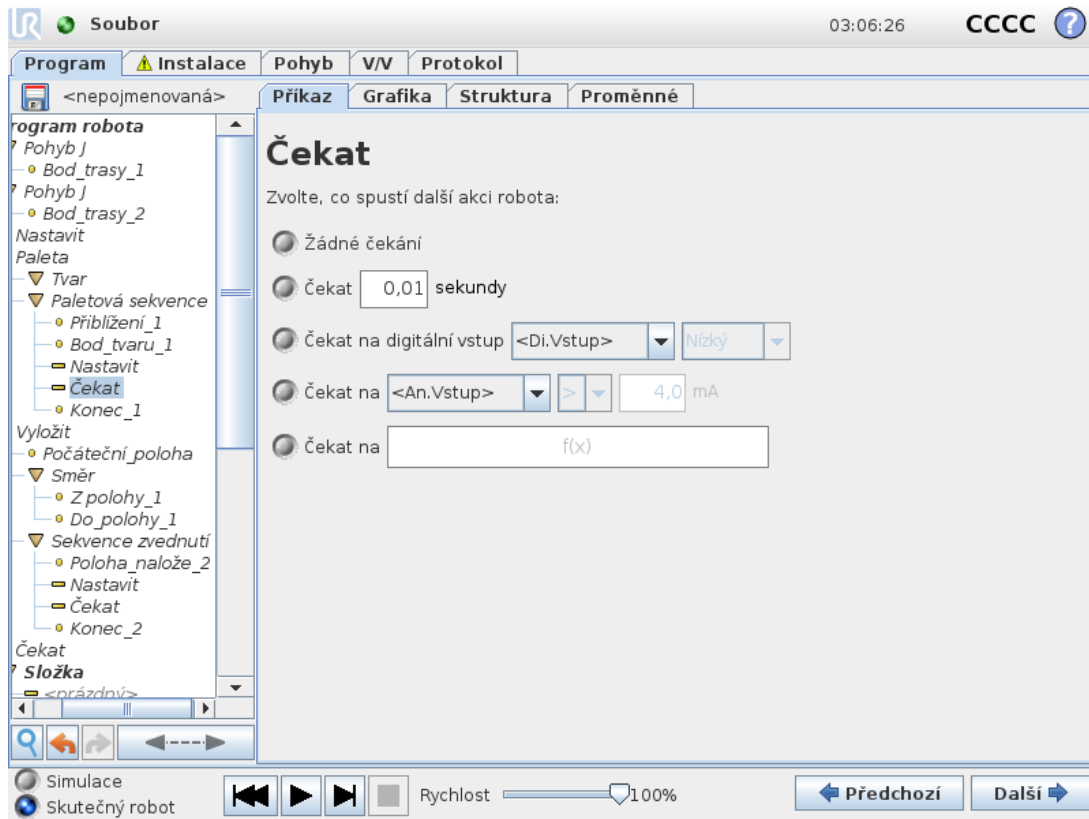 UR Soubor 03:06:26 CCCC ?
Program Instalace Pohyb V/V Protokol
<nepojmenovaná> Příkaz Grafika Struktura Proměnné
rogram robota
Pohyb J
Bod_trasy_1
Pohyb J
Bod_trasy_2
Nastavit
Paleta
Tvar
Paletová sekvence
Přiblížení_1
Bod_tvaru_1
Nastavit
Čekat
Konec_1
Vyložit
Počáteční_poloha
Směr
Z polohy_1
Do_polohy_1
Sekvence zvednutí
Poloha_nalože_2
Nastavit
Čekat
Konec_2
Čekat
Složka
<prázdný>
Čekat
Zvolte, co spustí další akci robota:
Žádné čekání
Čekat 0,01 sekundy
Čekat na digitální vstup <Di.Vstup> Nízký
Čekat na <An.Vstup> > 4,0 mA
Čekat na f(x)
Simulace
Skutečný robot
Rychlost 100%
Předchozí Další